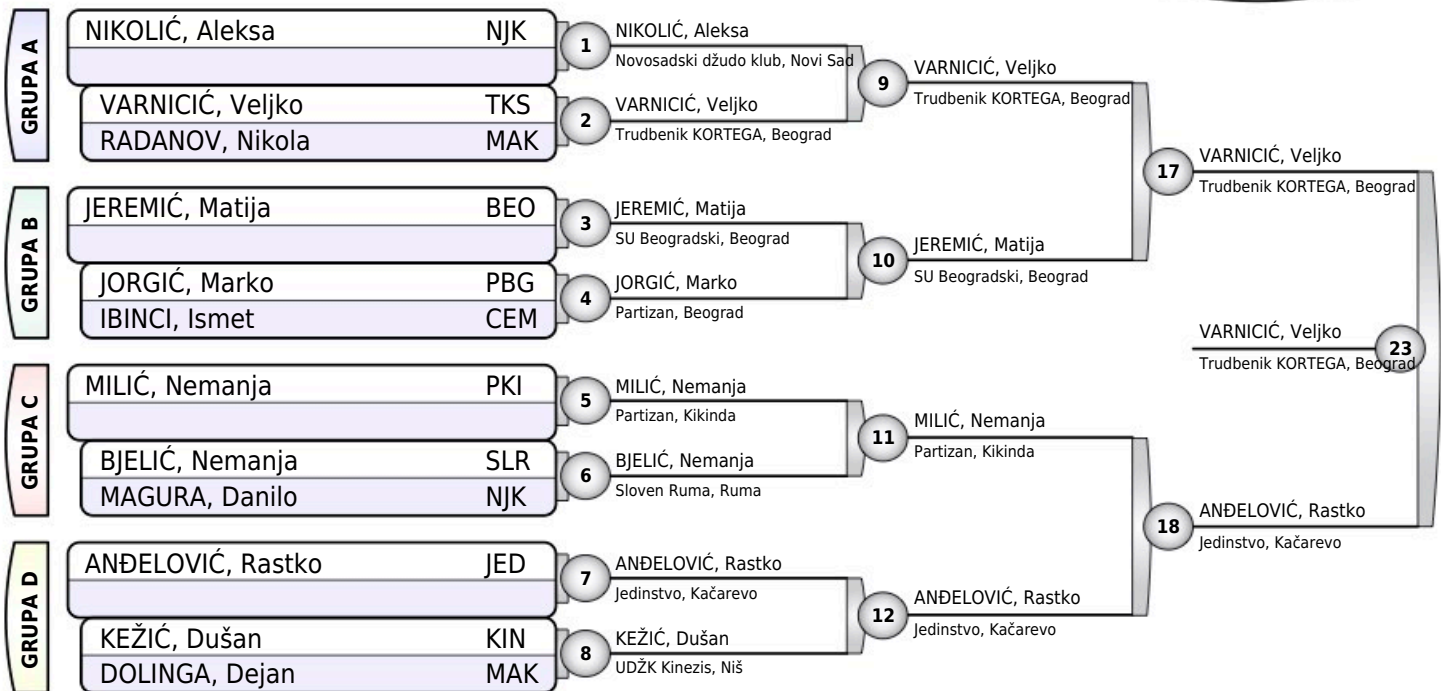 GRUPA A
NIKOLIĆ, Aleksa NJK
VARNICIĆ, Veljko TKS
RADANOV, Nikola MAK
GRUPA B
JEREMIĆ, Matija BEO
JORGIĆ, Marko PBG
IBINCI, Ismet CEM
GRUPA C
MILIĆ, Nemanja PKI
BJELIĆ, Nemanja SLR
MAGURA, Danilo NJK
GRUPA D
ANĐELOVIĆ, Rastko JED
KEŽIĆ, Dušan KIN
DOLINGA, Dejan MAK
1
NIKOLIĆ, Aleksa
Novosadski džudo klub, Novi Sad
2
VARNICIĆ, Veljko
Trudbenik KORTEGA, Beograd
3
JEREMIĆ, Matija
SU Beogradski, Beograd
4
JORGIĆ, Marko
Partizan, Beograd
5
MILIĆ, Nemanja
Partizan, Kikinda
6
BJELIĆ, Nemanja
Sloven Ruma, Ruma
7
ANĐELOVIĆ, Rastko
Jedinstvo, Kačarevo
8
KEŽIĆ, Dušan
UDŽK Kinezis, Niš
9
VARNICIĆ, Veljko
Trudbenik KORTEGA, Beograd
10
JEREMIĆ, Matija
SU Beogradski, Beograd
11
MILIĆ, Nemanja
Partizan, Kikinda
12
ANĐELOVIĆ, Rastko
Jedinstvo, Kačarevo
17
VARNICIĆ, Veljko
Trudbenik KORTEGA, Beograd
18
ANĐELOVIĆ, Rastko
Jedinstvo, Kačarevo
23
VARNICIĆ, Veljko
Trudbenik KORTEGA, Beograd